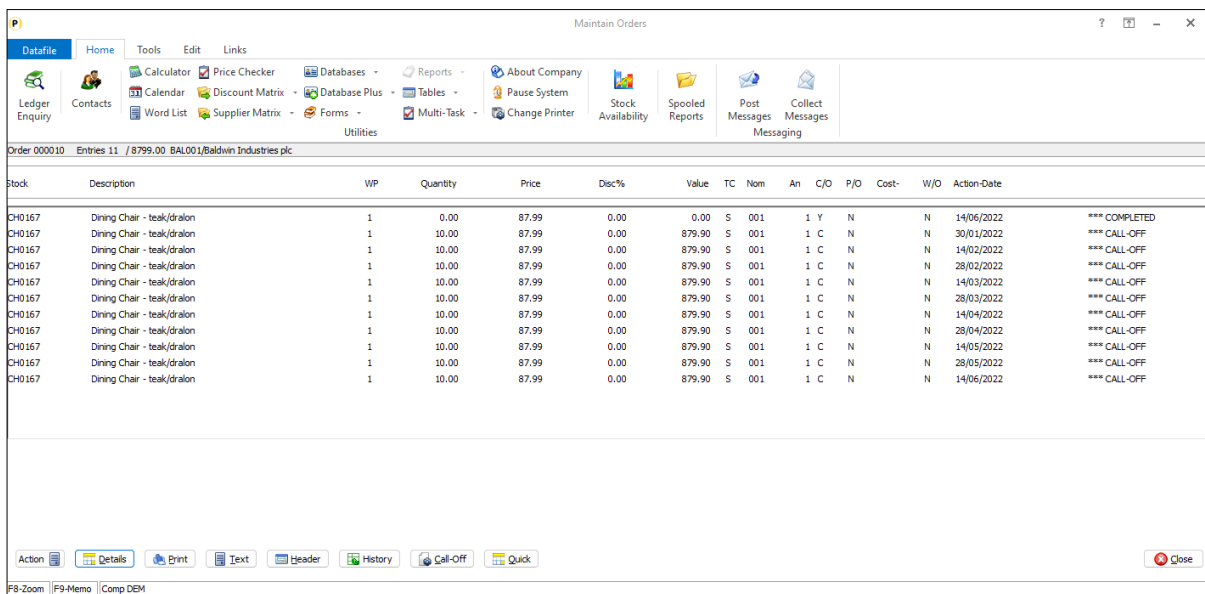 P Maintain Orders ?
Datafile Home Tools Edit Links
Ledger Enquiry
Contacts
Calculator Price Checker Databases Reports About Company
Calendar Discount Matrix Database Plus Tables Pause System
Word List Supplier Matrix Forms Multi-Task Change Printer
Stock Availability
Spooled Reports
Post Messages
Collect Messages
Utilities Messaging
Order 000010 Entries 11 / 8799.00 BAL001/Baldwin Industries plc
Stock Description WP Quantity Price Disc% Value TC Nom An C/O P/O Cost- W/O Action-Date
CH0167 Dining Chair - teak/dralon 1 0.00 87.99 0.00 0.00 S 001 1 Y N N 14/06/2022 *** COMPLETED
CH0167 Dining Chair - teak/dralon 1 10.00 87.99 0.00 879.90 S 001 1 C N N 30/01/2022 *** CALL-OFF
CH0167 Dining Chair - teak/dralon 1 10.00 87.99 0.00 879.90 S 001 1 C N N 14/02/2022 *** CALL-OFF
CH0167 Dining Chair - teak/dralon 1 10.00 87.99 0.00 879.90 S 001 1 C N N 28/02/2022 *** CALL-OFF
CH0167 Dining Chair - teak/dralon 1 10.00 87.99 0.00 879.90 S 001 1 C N N 14/03/2022 *** CALL-OFF
CH0167 Dining Chair - teak/dralon 1 10.00 87.99 0.00 879.90 S 001 1 C N N 28/03/2022 *** CALL-OFF
CH0167 Dining Chair - teak/dralon 1 10.00 87.99 0.00 879.90 S 001 1 C N N 14/04/2022 *** CALL-OFF
CH0167 Dining Chair - teak/dralon 1 10.00 87.99 0.00 879.90 S 001 1 C N N 28/04/2022 *** CALL-OFF
CH0167 Dining Chair - teak/dralon 1 10.00 87.99 0.00 879.90 S 001 1 C N N 14/05/2022 *** CALL-OFF
CH0167 Dining Chair - teak/dralon 1 10.00 87.99 0.00 879.90 S 001 1 C N N 28/05/2022 *** CALL-OFF
CH0167 Dining Chair - teak/dralon 1 10.00 87.99 0.00 879.90 S 001 1 C N N 14/06/2022 *** CALL-OFF
Action Details Print Text Header History Call-Off Quick Close
F8-Zoom F9-Memo Comp DEM